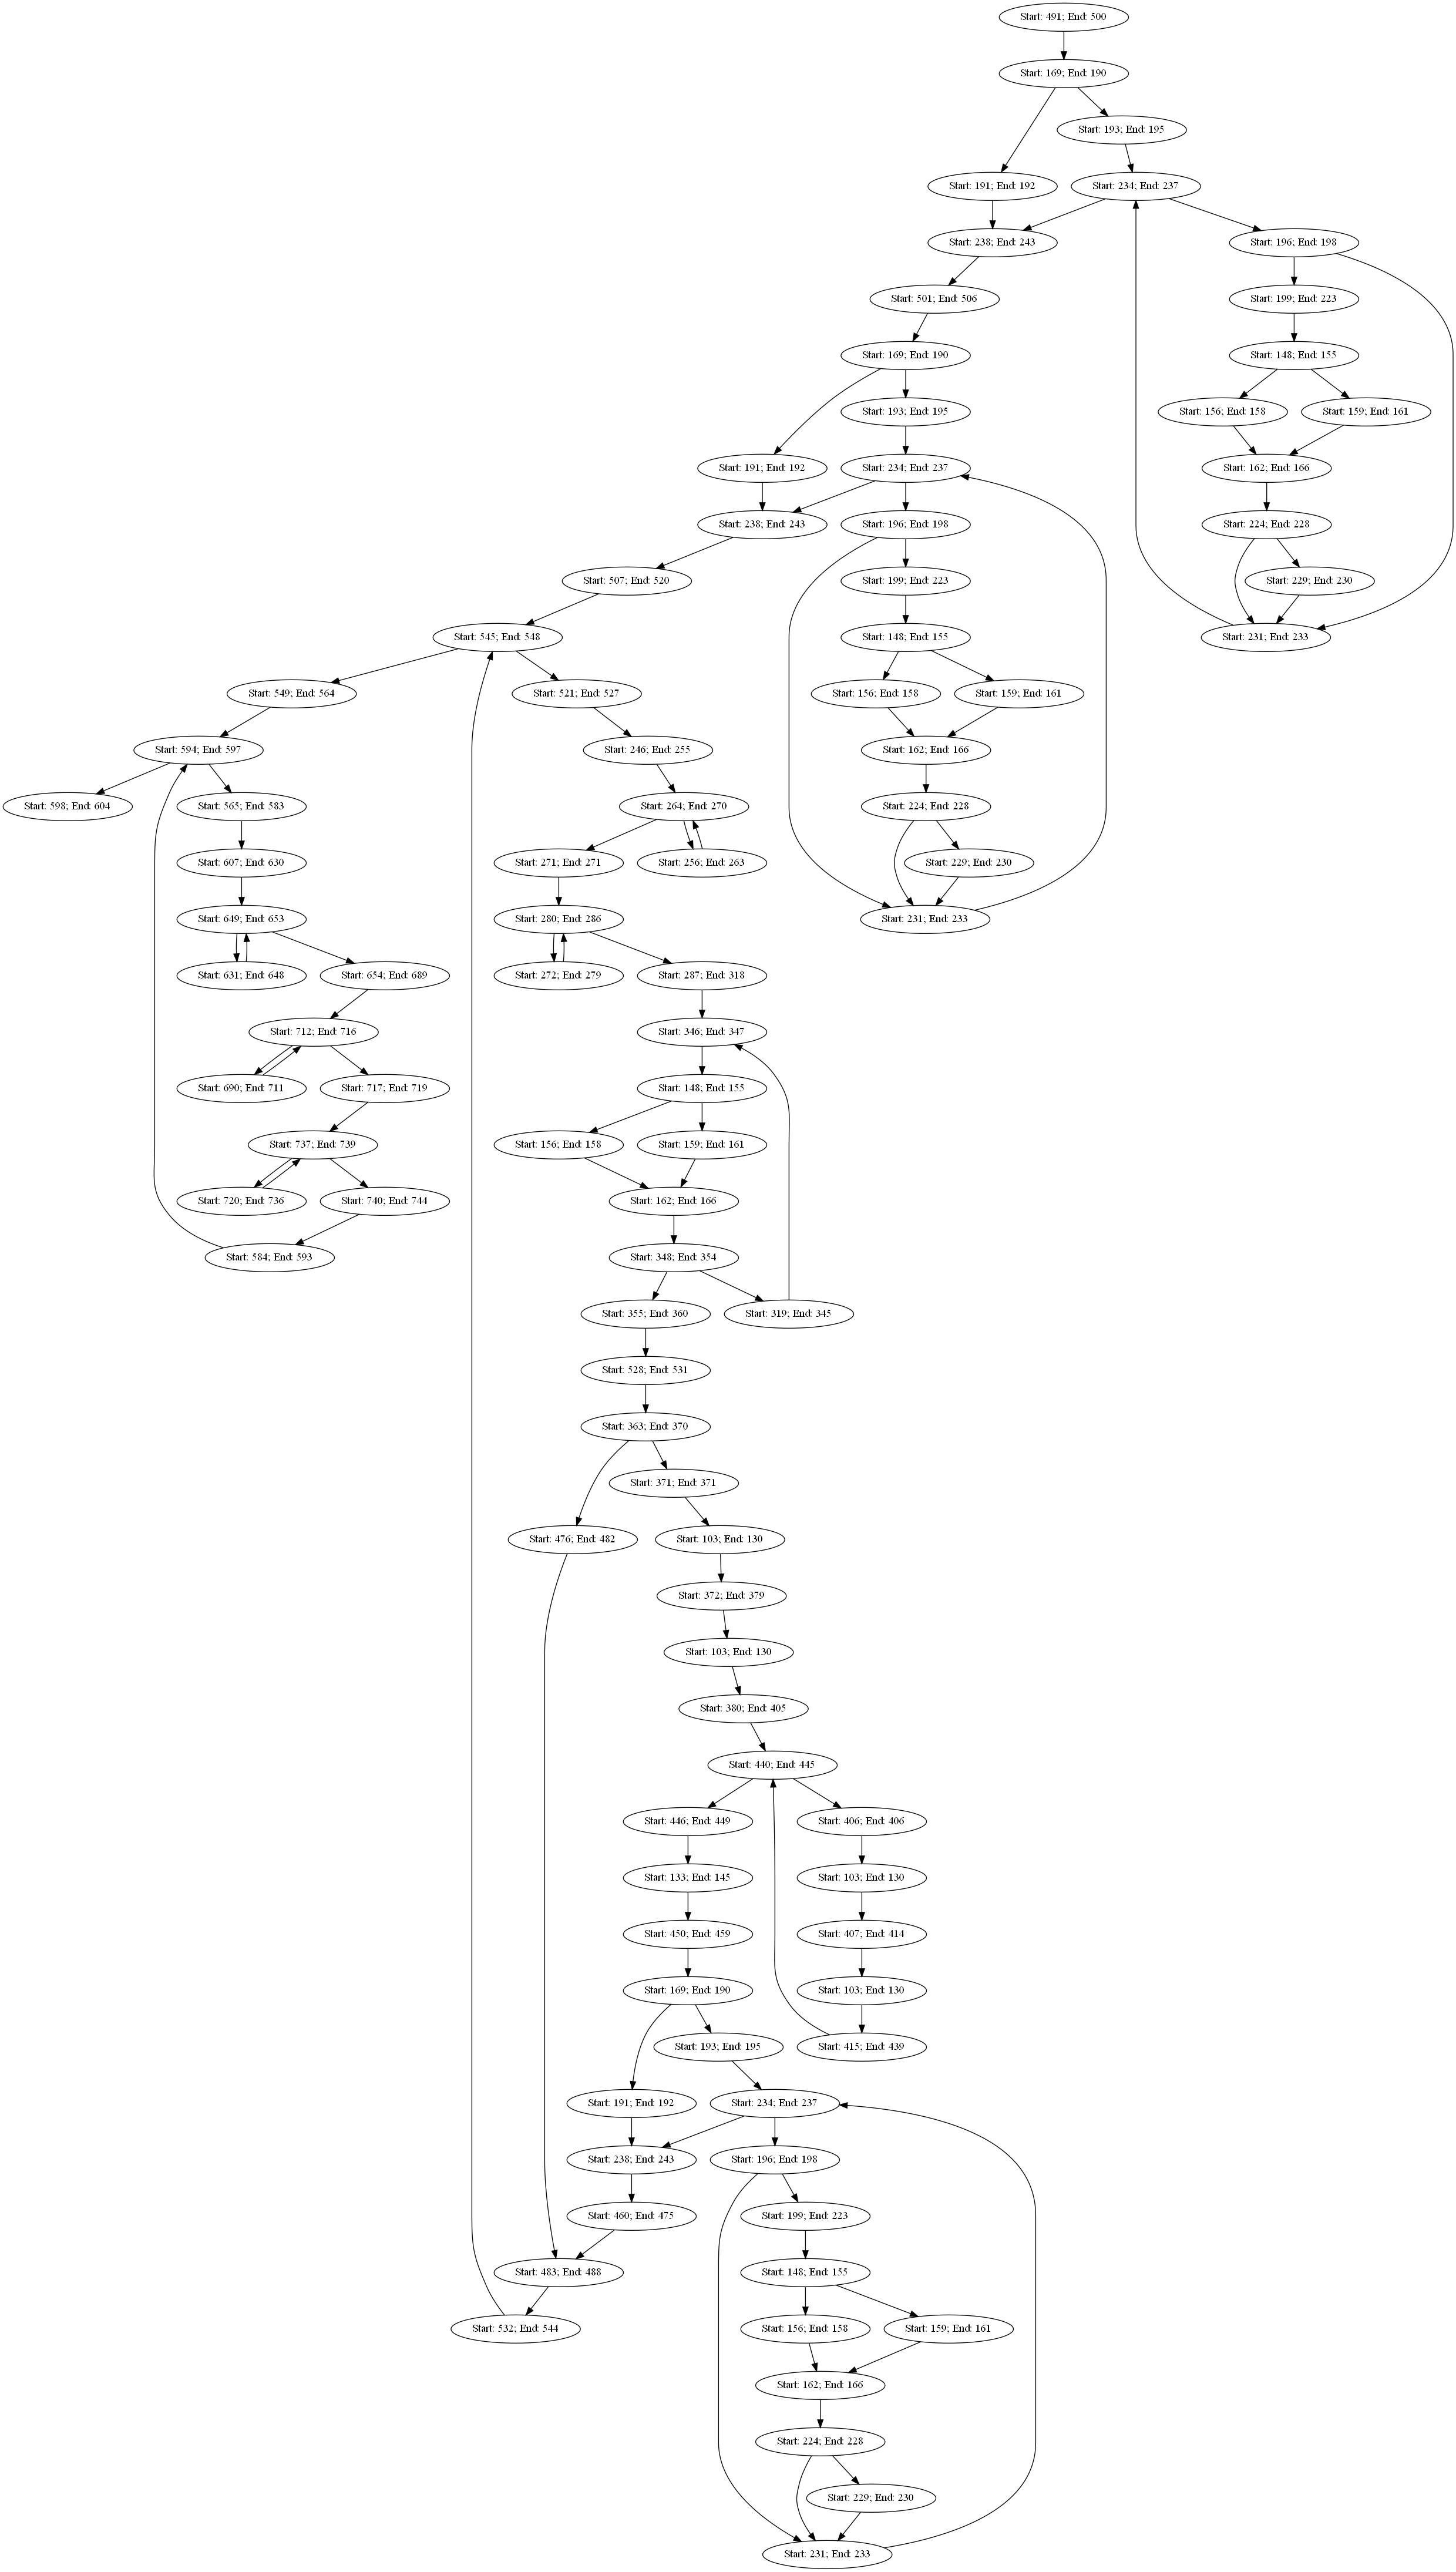 Start: 491; End: 500
Start: 169; End: 190
Start: 193; End: 195
Start: 191; End: 192
Start: 234; End: 237
Start: 238; End: 243
Start: 196; End: 198
Start: 501; End: 506
Start: 199; End: 223
Start: 169; End: 190
Start: 148; End: 155
Start: 193; End: 195
Start: 156; End: 158
Start: 159; End: 161
Start: 191; End: 192
Start: 234; End: 237
Start: 162; End: 166
Start: 238; End: 243
Start: 196; End: 198
Start: 224; End: 228
Start: 507; End: 520
Start: 199; End: 223
Start: 229; End: 230
Start: 545; End: 548
Start: 148; End: 155
Start: 231; End: 233
Start: 549; End: 564
Start: 521; End: 527
Start: 156; End: 158
Start: 159; End: 161
Start: 594; End: 597
Start: 246; End: 255
Start: 162; End: 166
Start: 598; End: 604
Start: 565; End: 583
Start: 264; End: 270
Start: 224; End: 228
Start: 607; End: 630
Start: 271; End: 271
Start: 256; End: 263
Start: 229; End: 230
Start: 649; End: 653
Start: 280; End: 286
Start: 231; End: 233
Start: 631; End: 648
Start: 654; End: 689
Start: 272; End: 279
Start: 287; End: 318
Start: 712; End: 716
Start: 346; End: 347
Start: 690; End: 711
Start: 717; End: 719
Start: 148; End: 155
Start: 737; End: 739
Start: 156; End: 158
Start: 159; End: 161
Start: 720; End: 736
Start: 740; End: 744
Start: 162; End: 166
Start: 584; End: 593
Start: 348; End: 354
Start: 355; End: 360
Start: 319; End: 345
Start: 528; End: 531
Start: 363; End: 370
Start: 371; End: 371
Start: 476; End: 482
Start: 103; End: 130
Start: 372; End: 379
Start: 103; End: 130
Start: 380; End: 405
Start: 440; End: 445
Start: 446; End: 449
Start: 406; End: 406
Start: 133; End: 145
Start: 103; End: 130
Start: 450; End: 459
Start: 407; End: 414
Start: 169; End: 190
Start: 103; End: 130
Start: 193; End: 195
Start: 415; End: 439
Start: 191; End: 192
Start: 234; End: 237
Start: 238; End: 243
Start: 196; End: 198
Start: 460; End: 475
Start: 199; End: 223
Start: 483; End: 488
Start: 148; End: 155
Start: 532; End: 544
Start: 156; End: 158
Start: 159; End: 161
Start: 162; End: 166
Start: 224; End: 228
Start: 229; End: 230
Start: 231; End: 233